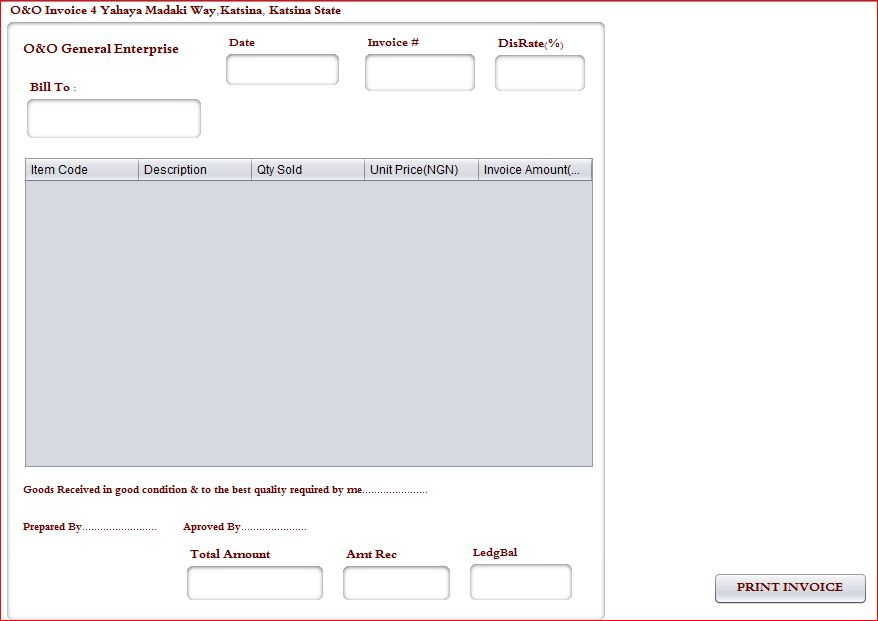 O&O Invoice 4 Yahaya Madaki Way,Katsina, Katsina State
O&O General Enterprise
Date
Invoice #
DisRate(%)
Bill To :
Item Code Description Qty Sold Unit Price(NGN) Invoice Amount(...
Goods Received in good condition & to the best quality required by me......................
Prepared By.........................
Aproved By......................
Total Amount
Amt Rec
LedgBal
PRINT INVOICE